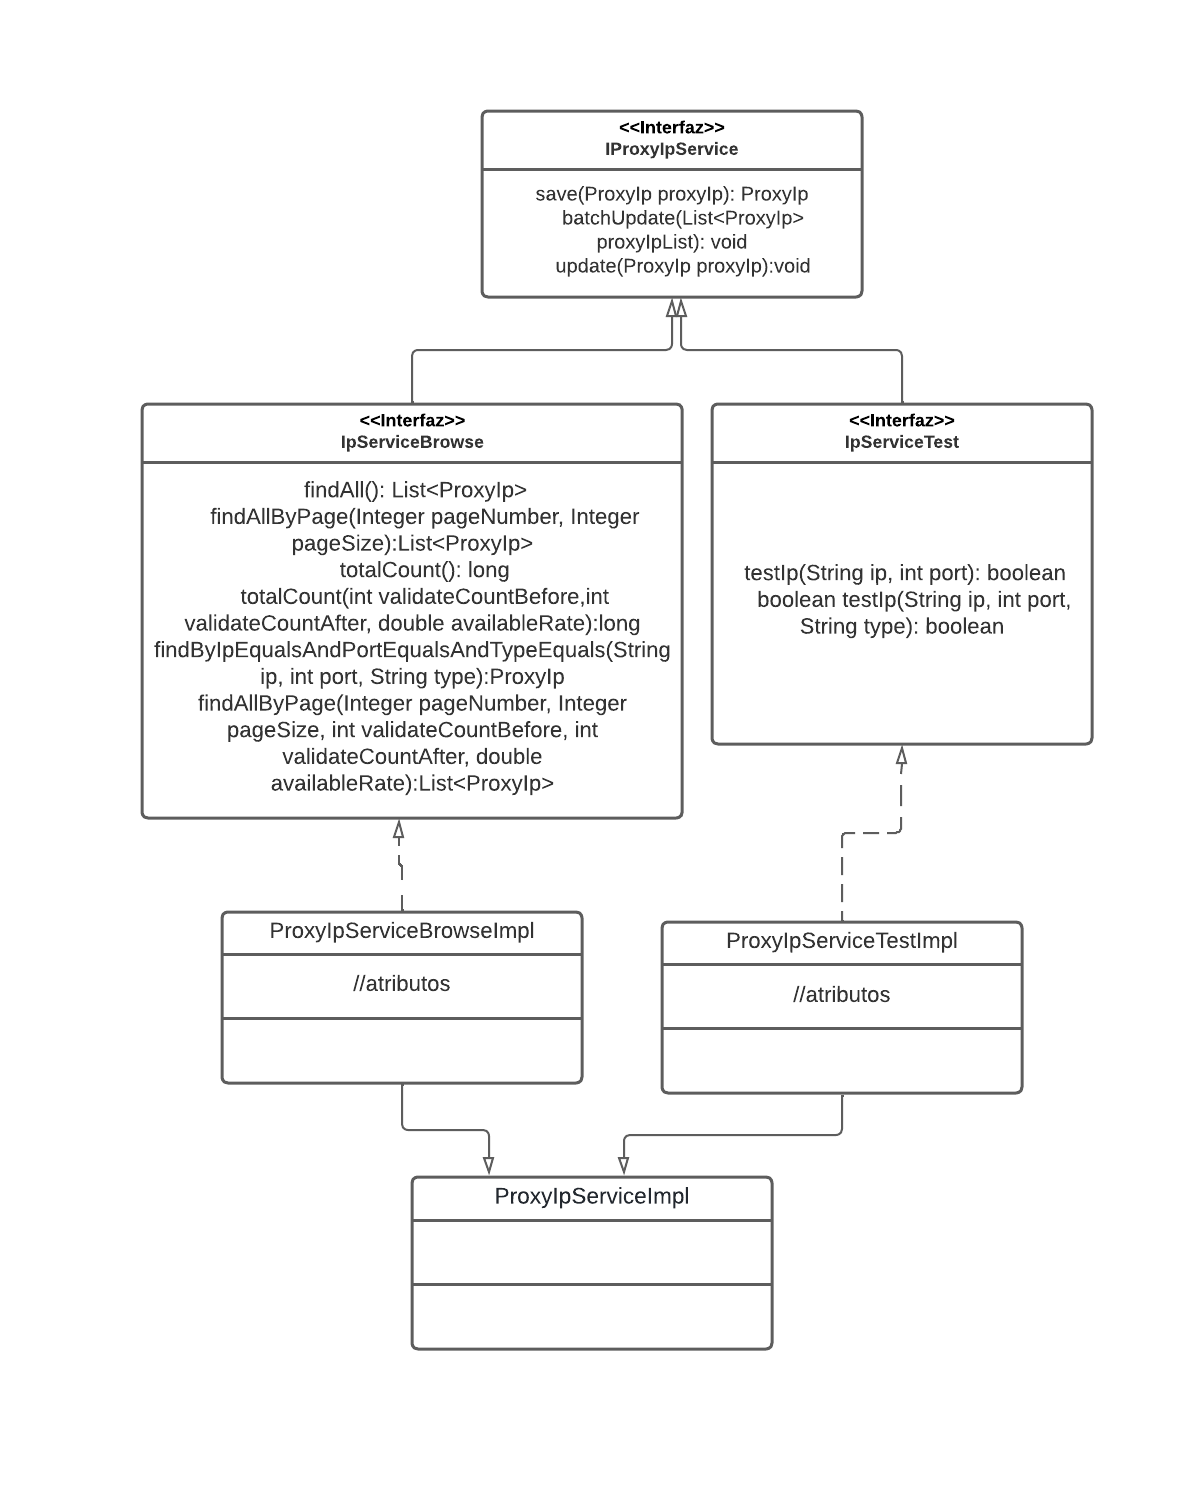 <<Interfaz>>
IProxyIpService
save(ProxyIp proxyIp): ProxyIp
batchUpdate(List<ProxyIp>
proxyIpList): void
update(ProxyIp proxyIp):void
<<Interfaz>>
IpServiceBrowse
findAll(): List<ProxyIp>
findAllByPage(Integer pageNumber, Integer
pageSize):List<ProxyIp>
totalCount(): long
totalCount(int validateCountBefore,int
validateCountAfter, double availableRate):long
findByIpEqualsAndPortEqualsAndTypeEquals(String
ip, int port, String type):ProxyIp
findAllByPage(Integer pageNumber, Integer
pageSize, int validateCountBefore, int
validateCountAfter, double
availableRate):List<ProxyIp>
<<Interfaz>>
IpServiceTest
testIp(String ip, int port): boolean
boolean testIp(String ip, int port,
String type): boolean
ProxyIpServiceBrowseImpl
//atributos
ProxyIpServiceTestImpl
//atributos
ProxyIpServiceImpl